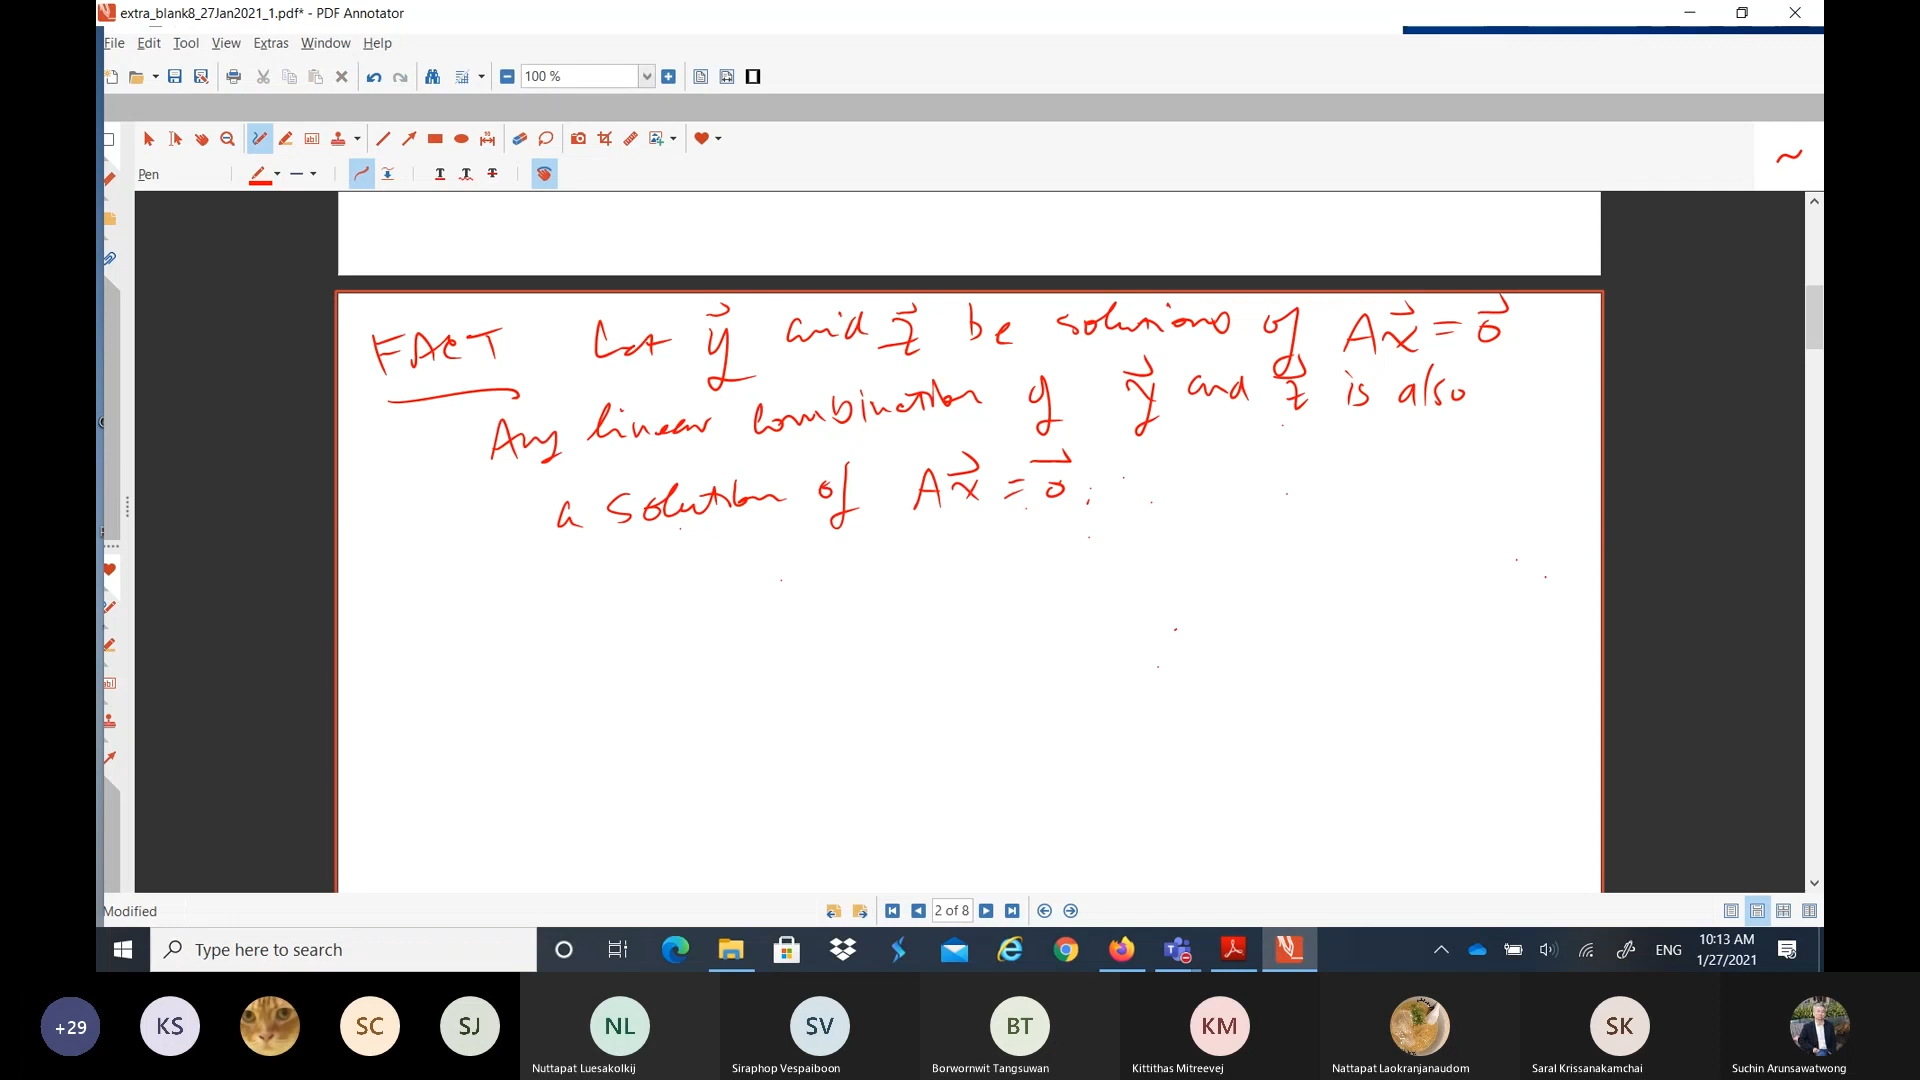 extra_blank8_27Jan2021_1.pdf* - PDF Annotator
File Edit Tool View Extras Window Help
100 %
Pen
FACT Let y⃗ and z⃗ be solutions of Ax⃗ = 0⃗
Any linear combination of y⃗ and z⃗ is also
a solution of Ax⃗ = 0⃗.
Modified
2 of 8
Type here to search
ENG
10:13 AM
1/27/2021
+29
KS
SC
SJ
NL
SV
BT
KM
SK
Nuttapat Luesakolkij
Siraphop Vespaiboon
Borwornwit Tangsuwan
Kittithas Mitreevej
Nattapat Laokranjanaudom
Saral Krissanakamchai
Suchin Arunsawatwong